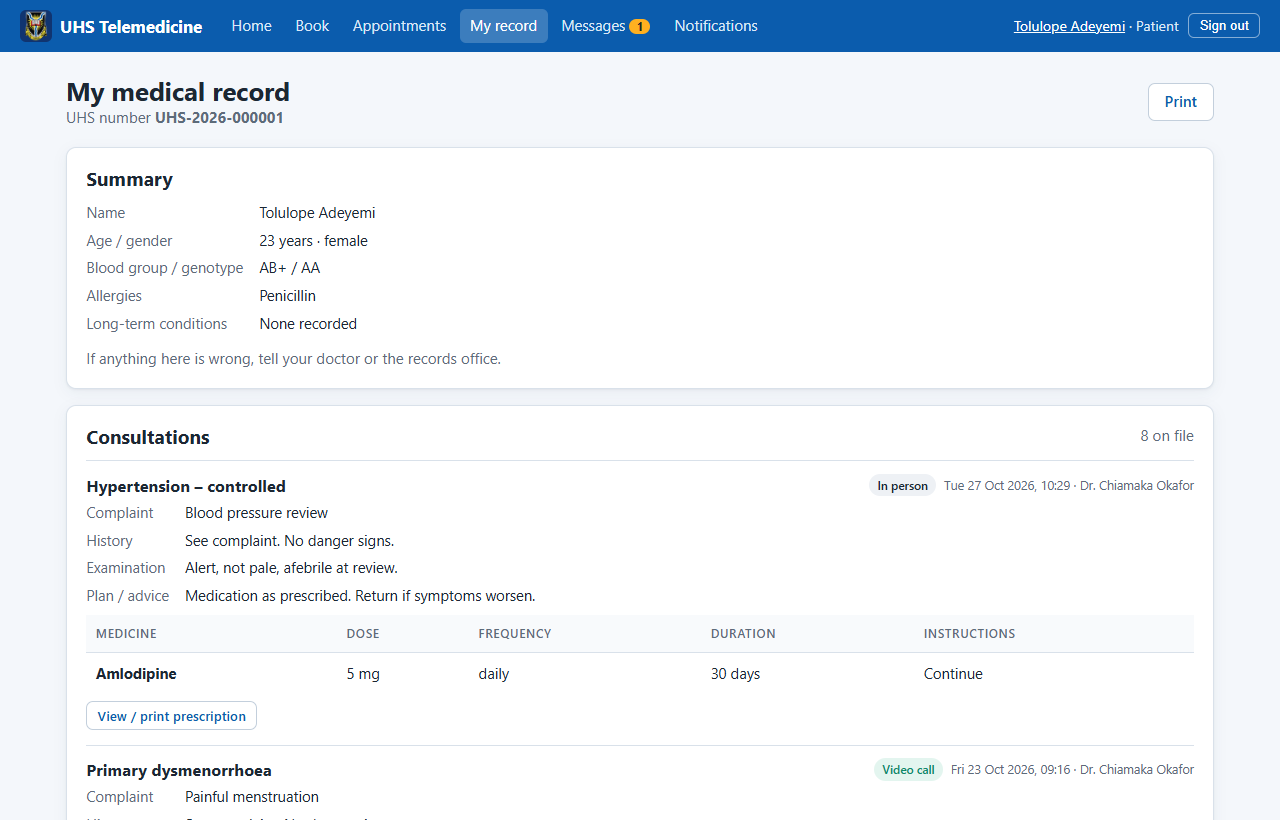 UHS Telemedicine Home Book Appointments My record Messages 1 Notifications Tolulope Adeyemi · Patient Sign out
My medical record
UHS number UHS-2026-000001
Print
Summary
Name Tolulope Adeyemi
Age / gender 23 years · female
Blood group / genotype AB+ / AA
Allergies Penicillin
Long-term conditions None recorded
If anything here is wrong, tell your doctor or the records office.
Consultations 8 on file
Hypertension – controlled In person Tue 27 Oct 2026, 10:29 · Dr. Chiamaka Okafor
Complaint Blood pressure review
History See complaint. No danger signs.
Examination Alert, not pale, afebrile at review.
Plan / advice Medication as prescribed. Return if symptoms worsen.
MEDICINE DOSE FREQUENCY DURATION INSTRUCTIONS
Amlodipine 5 mg daily 30 days Continue
View / print prescription
Primary dysmenorrhoea Video call Fri 23 Oct 2026, 09:16 · Dr. Chiamaka Okafor
Complaint Painful menstruation